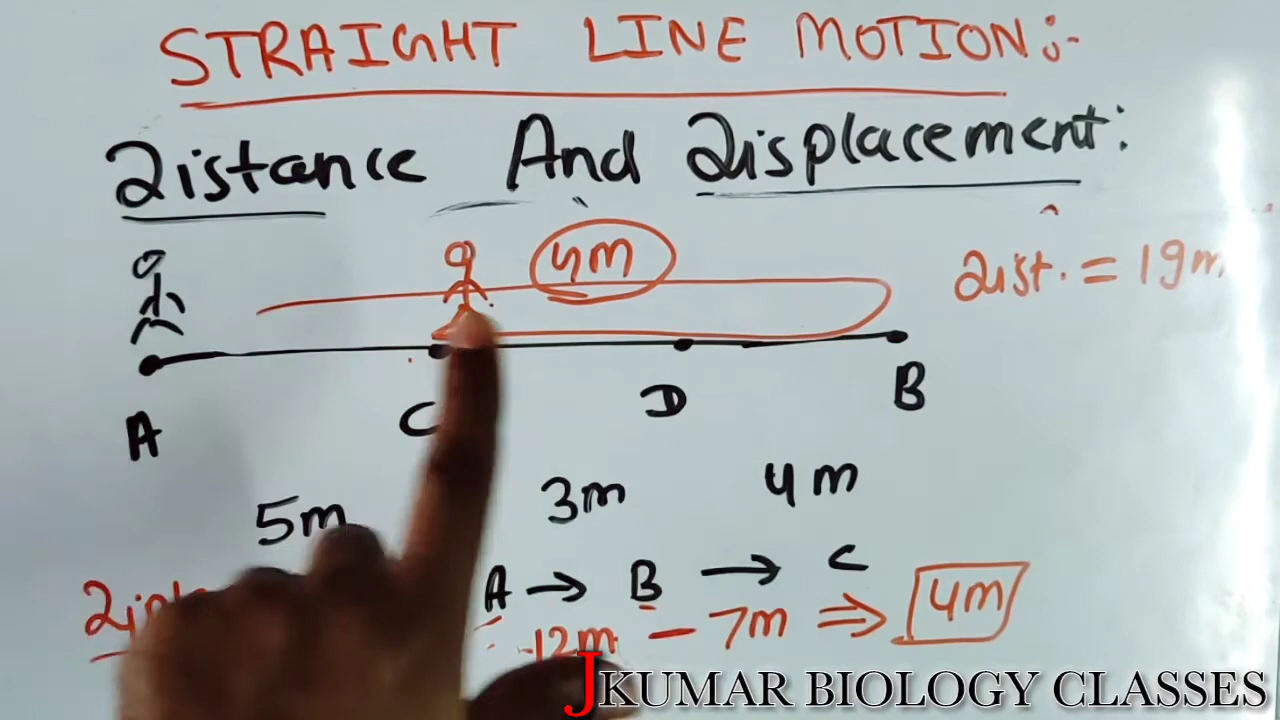 STRAIGHT LINE MOTION:-
Distance And Displacement:
4m
Dist. = 19m
A C D B
5m 3m 4m
A → B → C
12m — 7m ⇒ 4m
JKUMAR BIOLOGY CLASSES